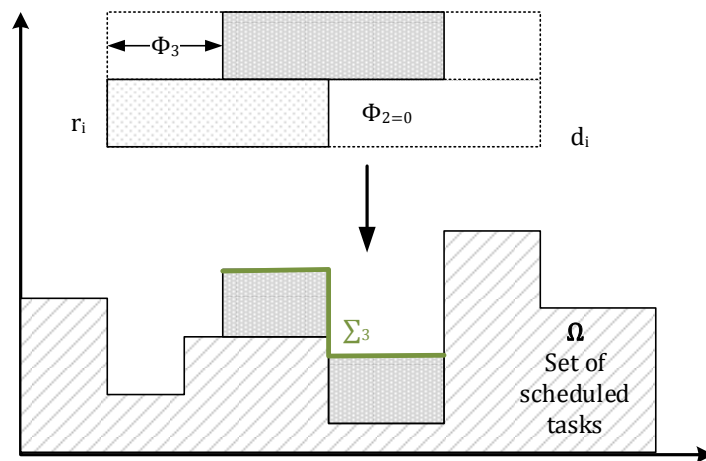 Φ₃
rᵢ
Φ₂₌₀
dᵢ
∑₃
Ω
Set of
scheduled
tasks